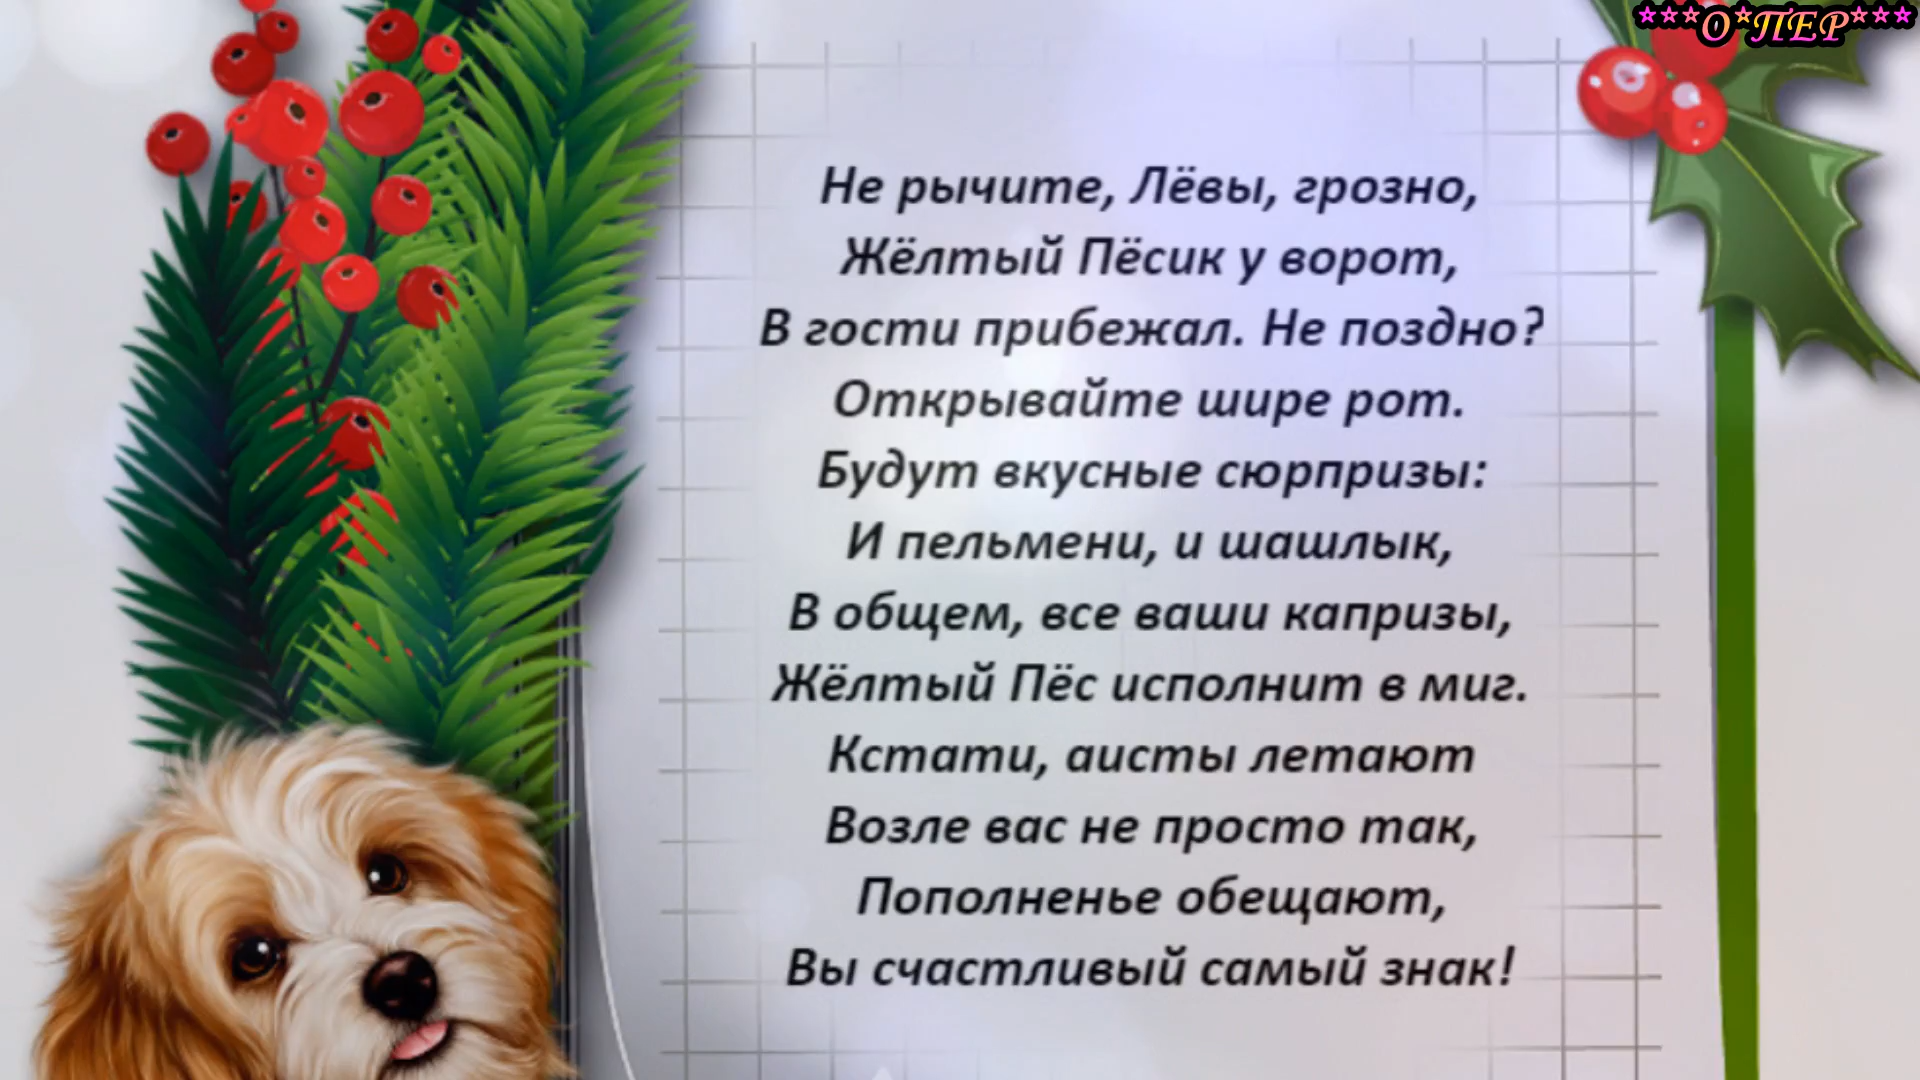 ***О*ПЕР***
Не рычите, Лёвы, грозно,
Жёлтый Пёсик у ворот,
В гости прибежал. Не поздно?
Открывайте шире рот.
Будут вкусные сюрпризы:
И пельмени, и шашлык,
В общем, все ваши капризы,
Жёлтый Пёс исполнит в миг.
Кстати, аисты летают
Возле вас не просто так,
Пополненье обещают,
Вы счастливый самый знак!